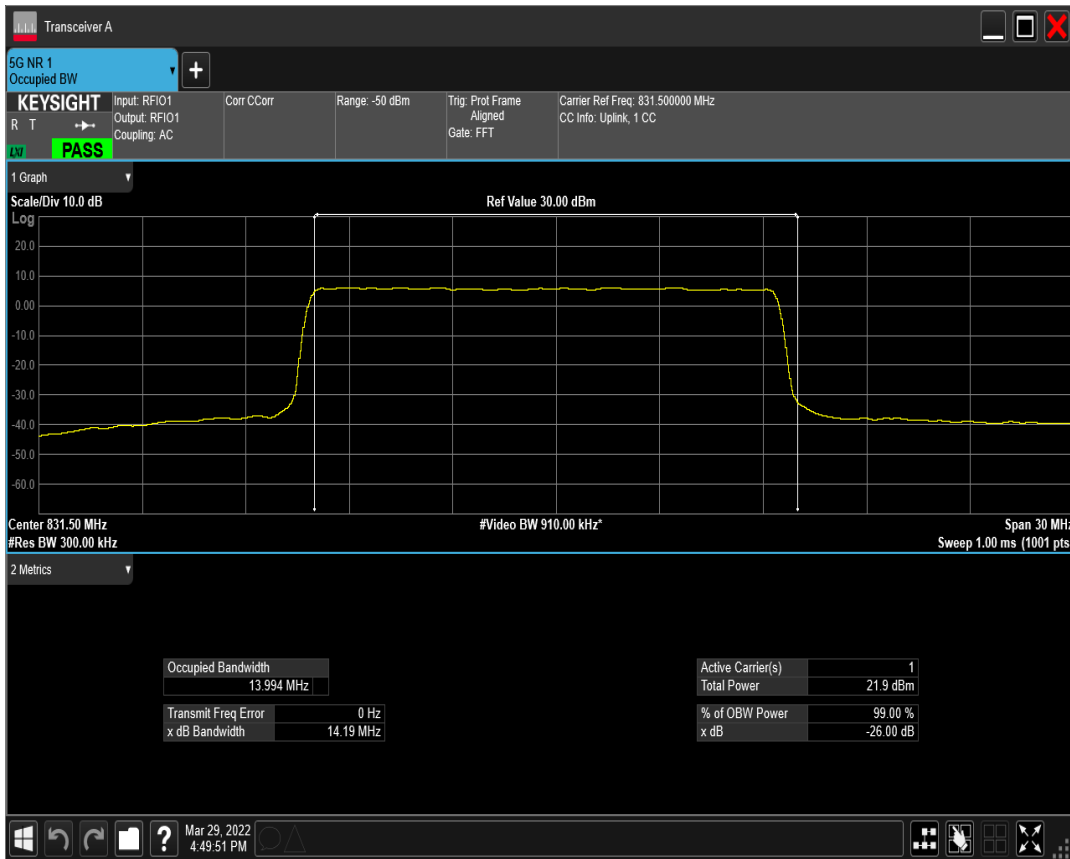 Transceiver A
5G NR 1
Occupied BW
+
KEYSIGHT
R T
LXI
PASS
Input: RFIO1
Output: RFIO1
Coupling: AC
Corr CCorr
Range: -50 dBm
Trig: Prot Frame
Aligned
Gate: FFT
Carrier Ref Freq: 831.500000 MHz
CC Info: Uplink, 1 CC
1 Graph
Scale/Div 10.0 dB
Ref Value 30.00 dBm
Log
20.0
10.0
0.00
-10.0
-20.0
-30.0
-40.0
-50.0
-60.0
Center 831.50 MHz
#Video BW 910.00 kHz*
Span 30 MHz
#Res BW 300.00 kHz
Sweep 1.00 ms (1001 pts
2 Metrics
Occupied Bandwidth
13.994 MHz
Transmit Freq Error 0 Hz
x dB Bandwidth 14.19 MHz
Active Carrier(s) 1
Total Power 21.9 dBm
% of OBW Power 99.00 %
x dB -26.00 dB
?
Mar 29, 2022
4:49:51 PM